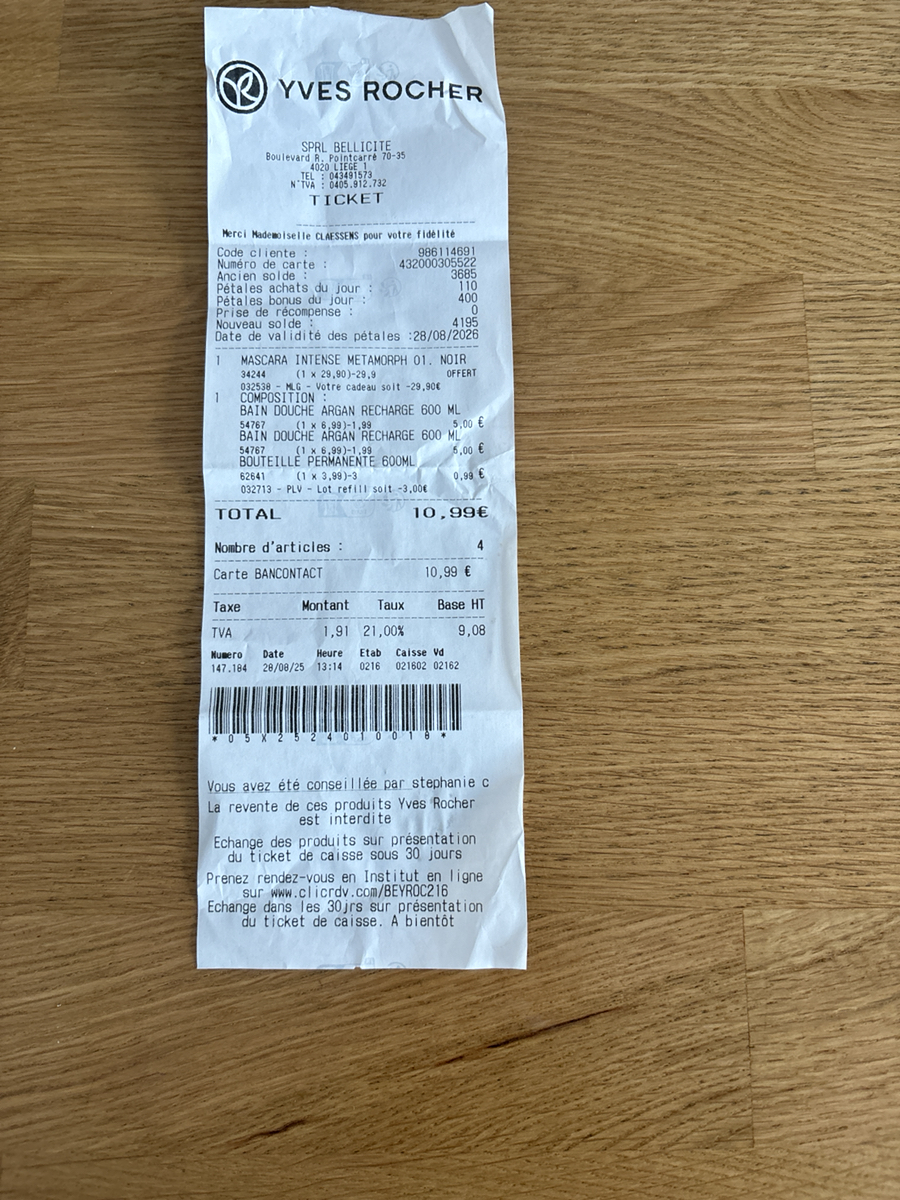 YVES ROCHER
SPRL BELLICITE
Boulevard R. Pointcarré 70-35
4020 LIEGE 1
TEL : 043491573
N°TVA : 0405.912.732
TICKET
Merci Mademoiselle CLAESSENS pour votre fidélité
Code cliente : 986114691
Numéro de carte : 432000305522
Ancien solde : 3685
Pétales achats du jour : 110
Pétales bonus du jour : 400
Prise de récompense : 0
Nouveau solde : 4195
Date de validité des pétales :28/08/2026
1 MASCARA INTENSE METAMORPH 01. NOIR
34244 (1 x 29,90)-29,9 OFFERT
032538 - MLG - Votre cadeau soit -29,90€
1 COMPOSITION :
BAIN DOUCHE ARGAN RECHARGE 600 ML
54767 (1 x 6,99)-1,99 5,00 €
BAIN DOUCHE ARGAN RECHARGE 600 ML
54767 (1 x 6,99)-1,99 5,00 €
BOUTEILLE PERMANENTE 600ML
62641 (1 x 3,99)-3 0,99 €
032713 - PLV - Lot refill soit -3,00€
TOTAL 10,99€
Nombre d'articles : 4
Carte BANCONTACT 10,99 €
Taxe Montant Taux Base HT
TVA 1,91 21,00% 9,08
Numero Date Heure Etab Caisse Vd
147.184 28/08/25 13:14 0216 021602 02162
*05X2524010018*
Vous avez été conseillée par stephanie c
La revente de ces produits Yves Rocher
est interdite
Echange des produits sur présentation
du ticket de caisse sous 30 jours
Prenez rendez-vous en Institut en ligne
sur www.clicrdv.com/BEYROC216
Echange dans les 30jrs sur présentation
du ticket de caisse. A bientôt